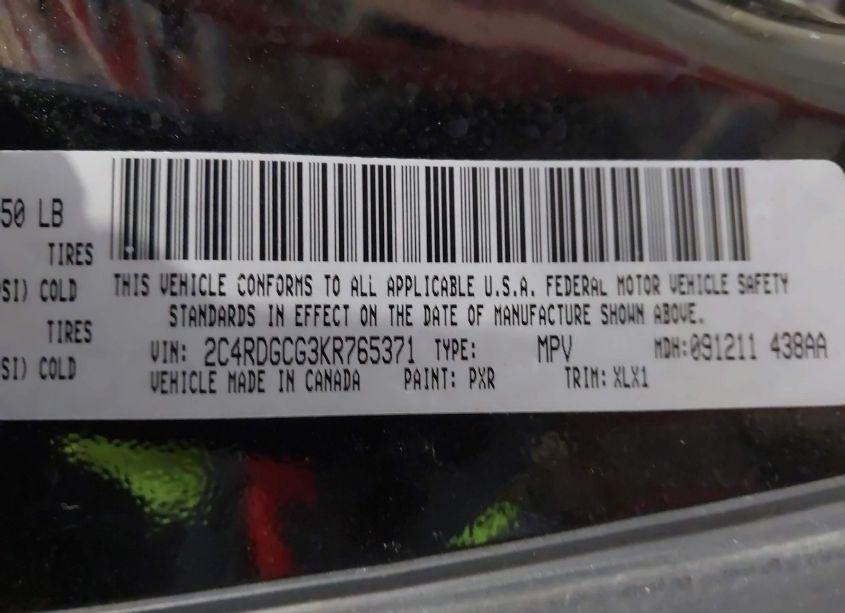 50 LB
TIRES
SI) COLD
TIRES
SI) COLD
THIS VEHICLE CONFORMS TO ALL APPLICABLE U.S.A. FEDERAL MOTOR VEHICLE SAFETY
STANDARDS IN EFFECT ON THE DATE OF MANUFACTURE SHOWN ABOVE.
VIN: 2C4RDGCG3KR765371 TYPE: MPV MDH:091211 438AA
VEHICLE MADE IN CANADA PAINT: PXR TRIM: XLX1